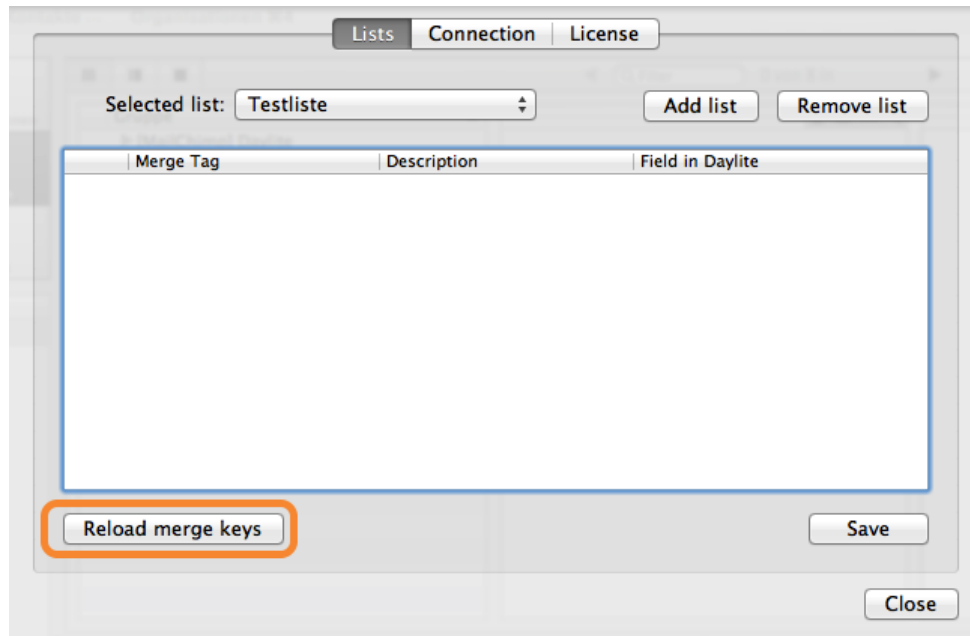 Lists Connection License
Selected list: Testliste Add list Remove list
Merge Tag Description Field in Daylite
Reload merge keys Save
Close